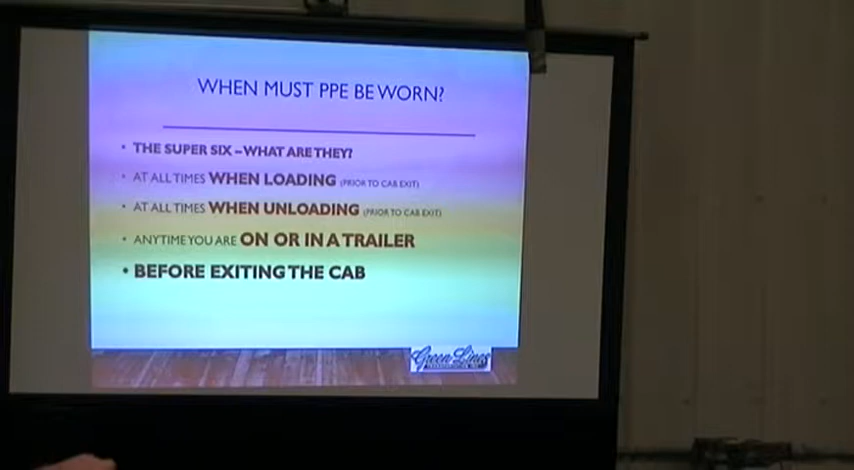 WHEN MUST PPE BE WORN?
• THE SUPER SIX – WHAT ARE THEY?
• AT ALL TIMES WHEN LOADING (PRIOR TO CAB EXIT)
• AT ALL TIMES WHEN UNLOADING (PRIOR TO CAB EXIT)
• ANYTIME YOU ARE ON OR IN A TRAILER
• BEFORE EXITING THE CAB
Green Lines